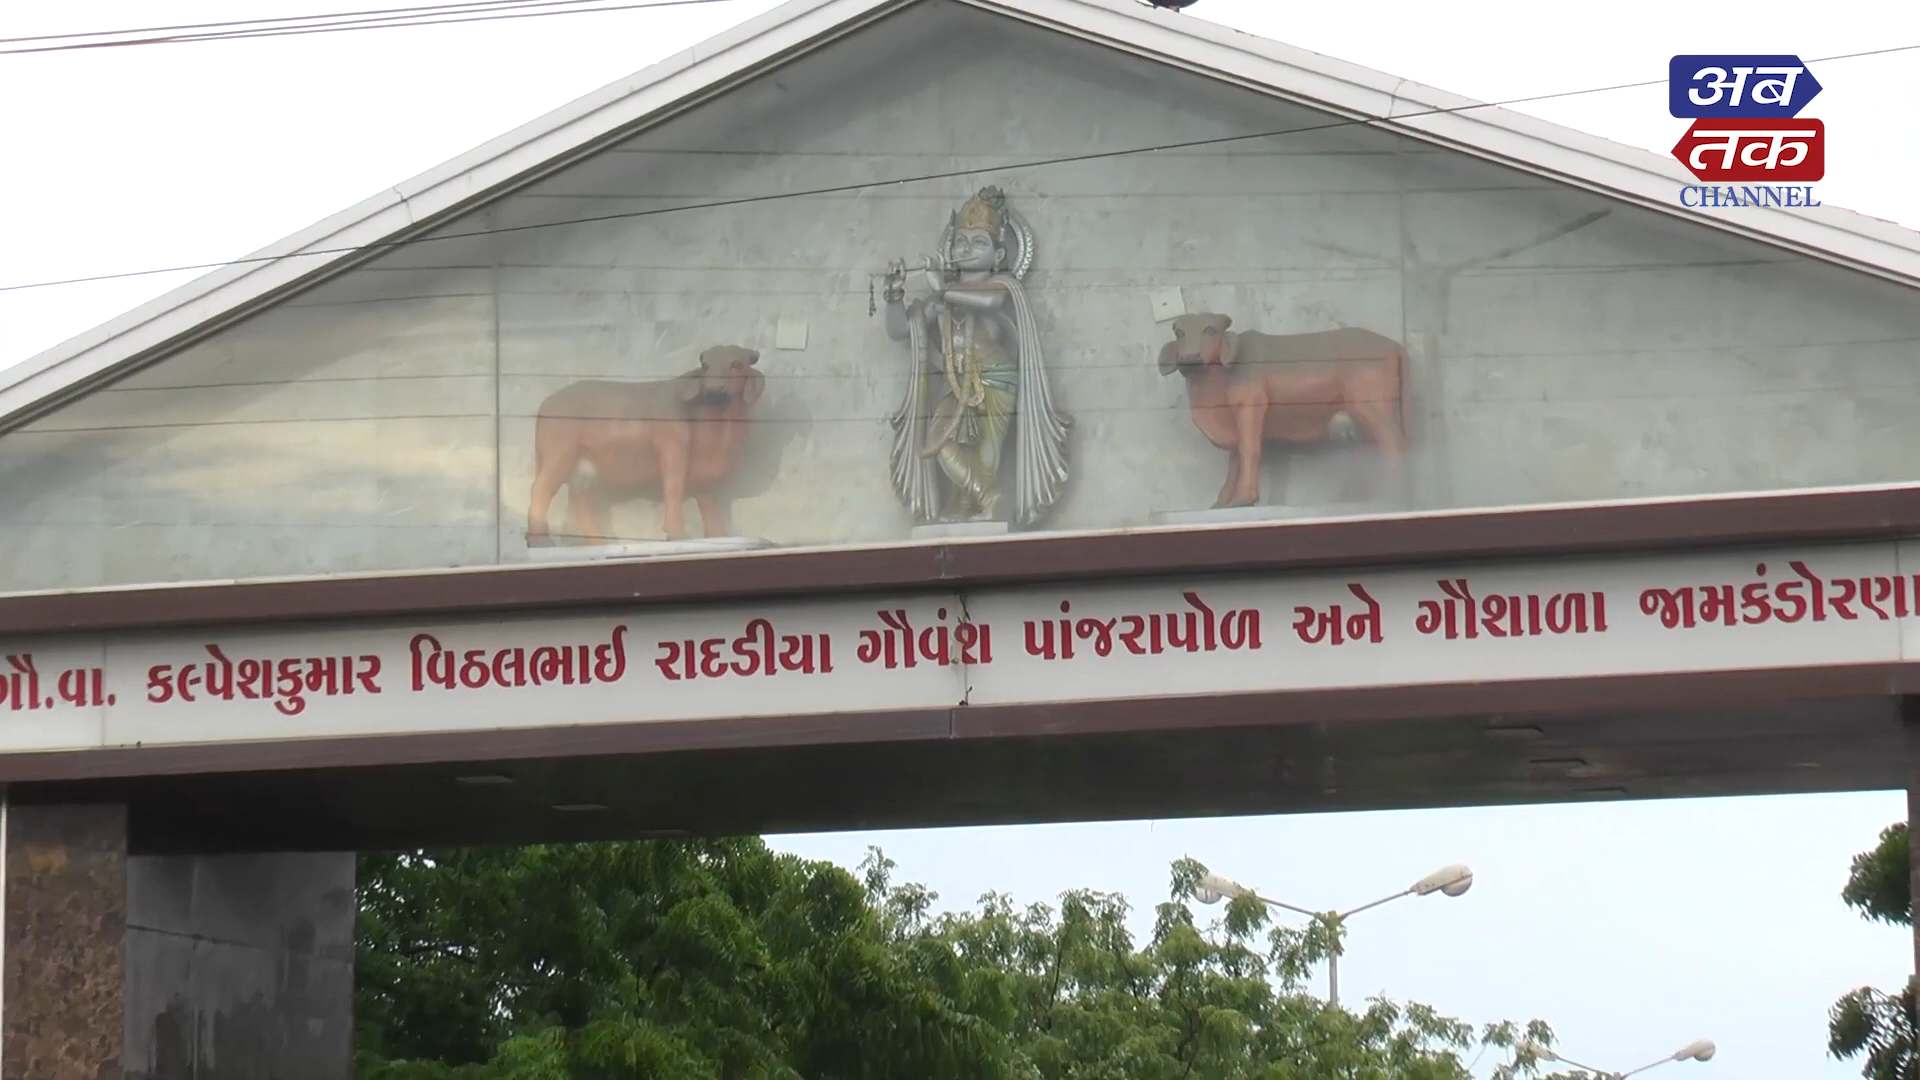 अब
तक
CHANNEL
ગૌ.વા. કલ્પેશકુમાર વિઠલભાઈ રાદડીયા ગૌવંશ પાંજરાપોળ અને ગૌશાળા જામકંડોરણા